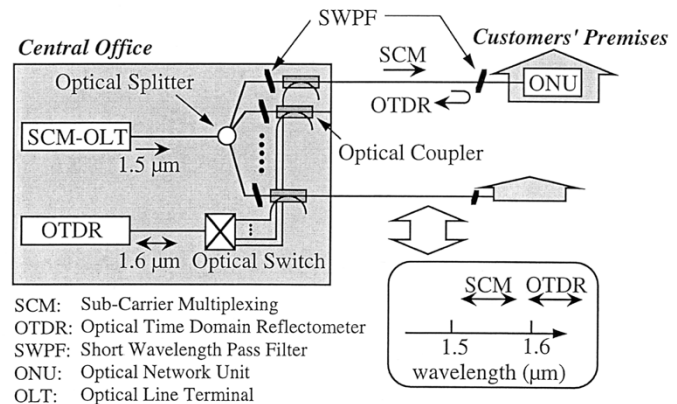 SWPF
Central Office
Customers' Premises
SCM
Optical Splitter
ONU
OTDR
SCM-OLT
Optical Coupler
1.5 μm
OTDR
1.6 μm
Optical Switch
SCM OTDR
1.5 1.6
wavelength (μm)
SCM: Sub-Carrier Multiplexing
OTDR: Optical Time Domain Reflectometer
SWPF: Short Wavelength Pass Filter
ONU: Optical Network Unit
OLT: Optical Line Terminal